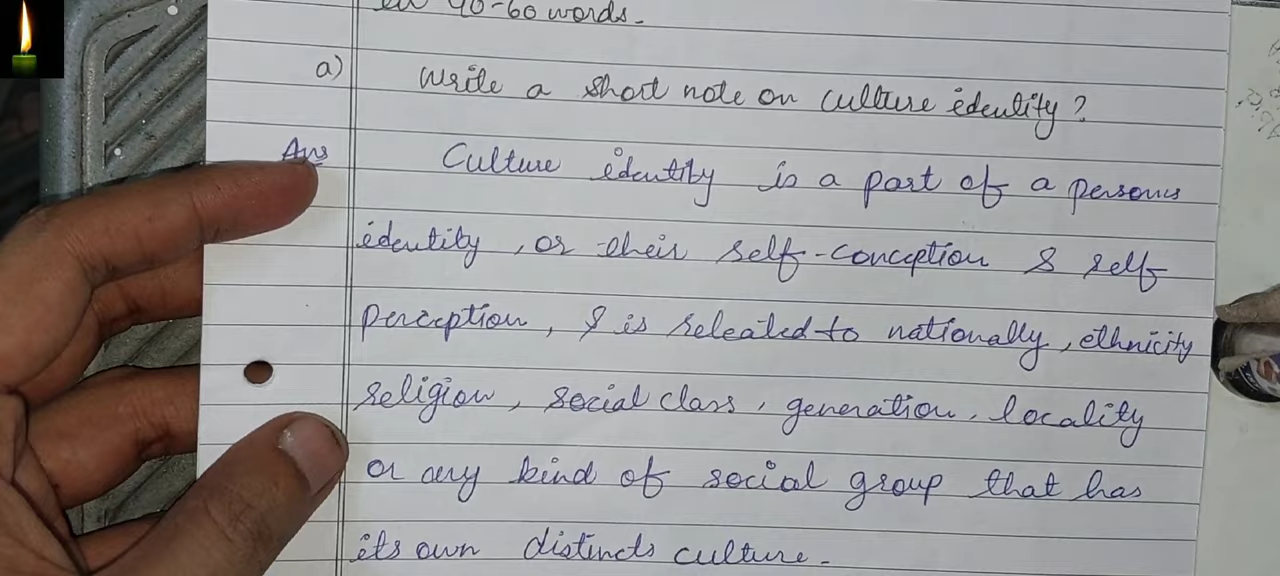 in 40-60 words.
a) Write a short note on culture identity?
Ans Culture identity is a part of a persons
identity, or their self-conception & self
perception, & is releated to nationally, ethnicity
religion, social class, generation, locality
or any kind of social group that has
its own distincts culture.